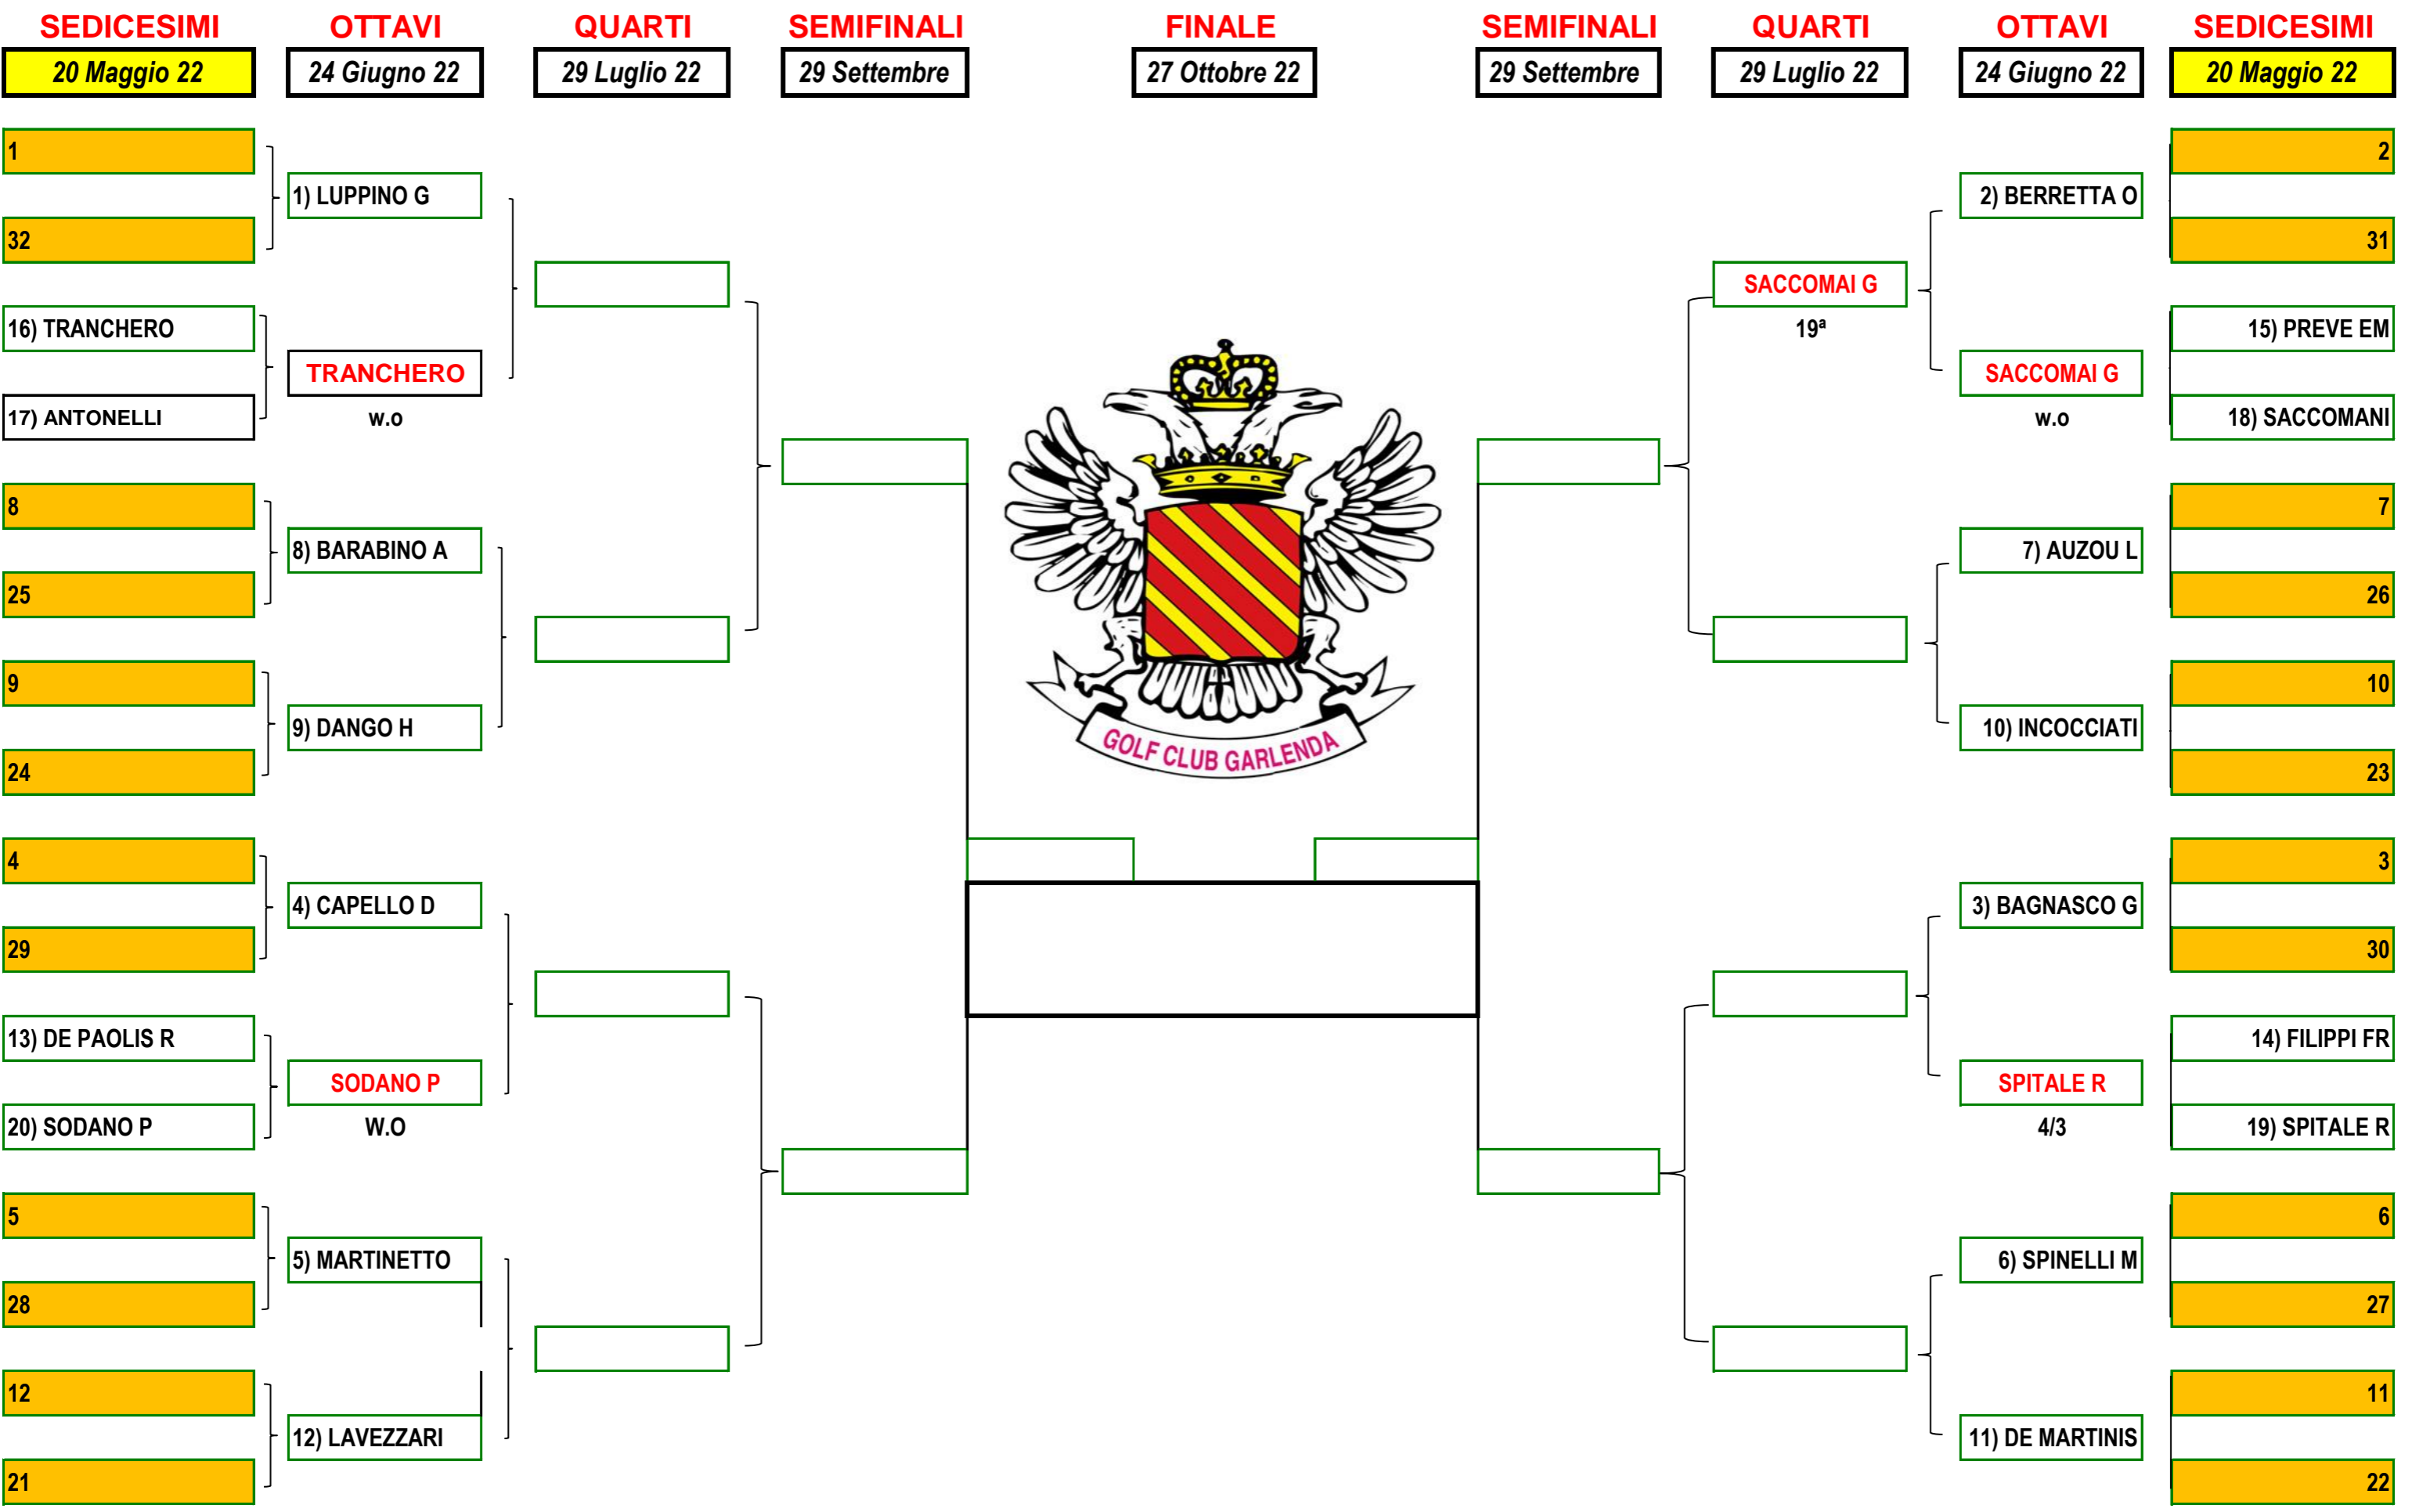 SEDICESIMI OTTAVI QUARTI SEMIFINALI FINALE SEMIFINALI QUARTI OTTAVI SEDICESIMI
20 Maggio 22 24 Giugno 22 29 Luglio 22 29 Settembre 27 Ottobre 22 29 Settembre 29 Luglio 22 24 Giugno 22 20 Maggio 22
1 2
1) LUPPINO G 2) BERRETTA O
32 31
SACCOMAI G
16) TRANCHERO 19ª 15) PREVE EM
TRANCHERO SACCOMAI G
17) ANTONELLI w.o w.o 18) SACCOMANI
8 7
8) BARABINO A 7) AUZOU L
25 26
9 10
9) DANGO H 10) INCOCCIATI
GOLF CLUB GARLENDA
24 23
4 3
4) CAPELLO D 3) BAGNASCO G
29 30
13) DE PAOLIS R 14) FILIPPI FR
SODANO P SPITALE R
20) SODANO P W.O 4/3 19) SPITALE R
5 6
5) MARTINETTO 6) SPINELLI M
28 27
12 11
12) LAVEZZARI 11) DE MARTINIS
21 22